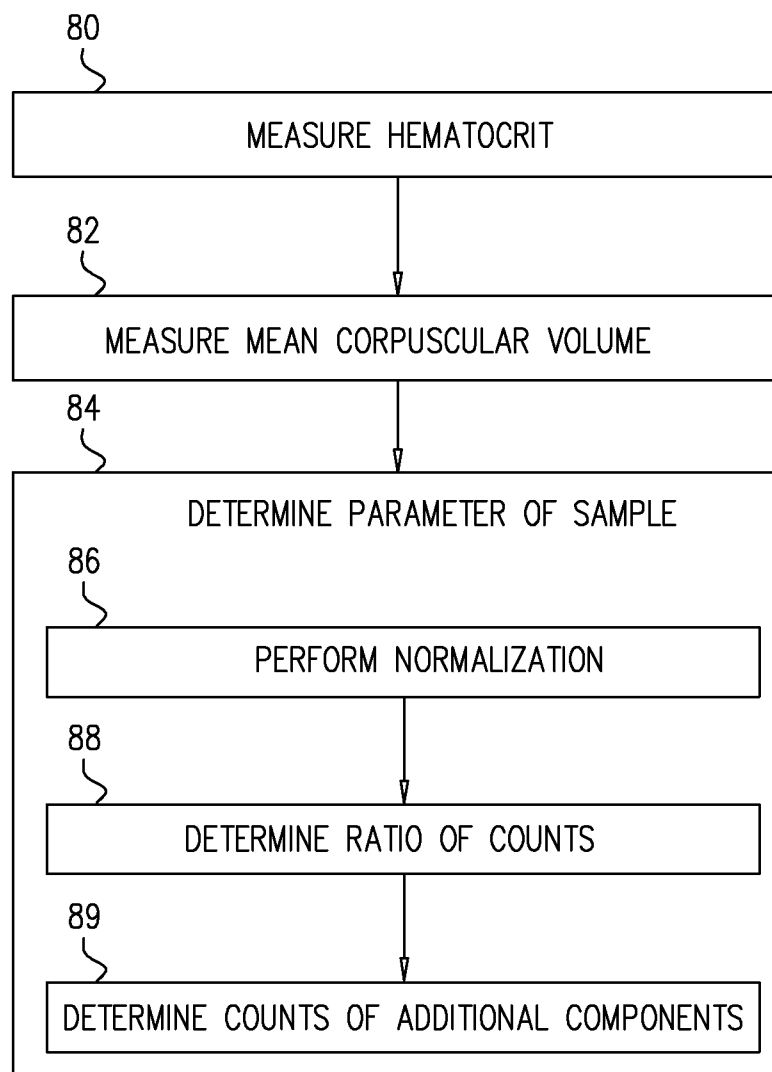 80
MEASURE HEMATOCRIT
82
MEASURE MEAN CORPUSCULAR VOLUME
84
DETERMINE PARAMETER OF SAMPLE
86
PERFORM NORMALIZATION
88
DETERMINE RATIO OF COUNTS
89
DETERMINE COUNTS OF ADDITIONAL COMPONENTS